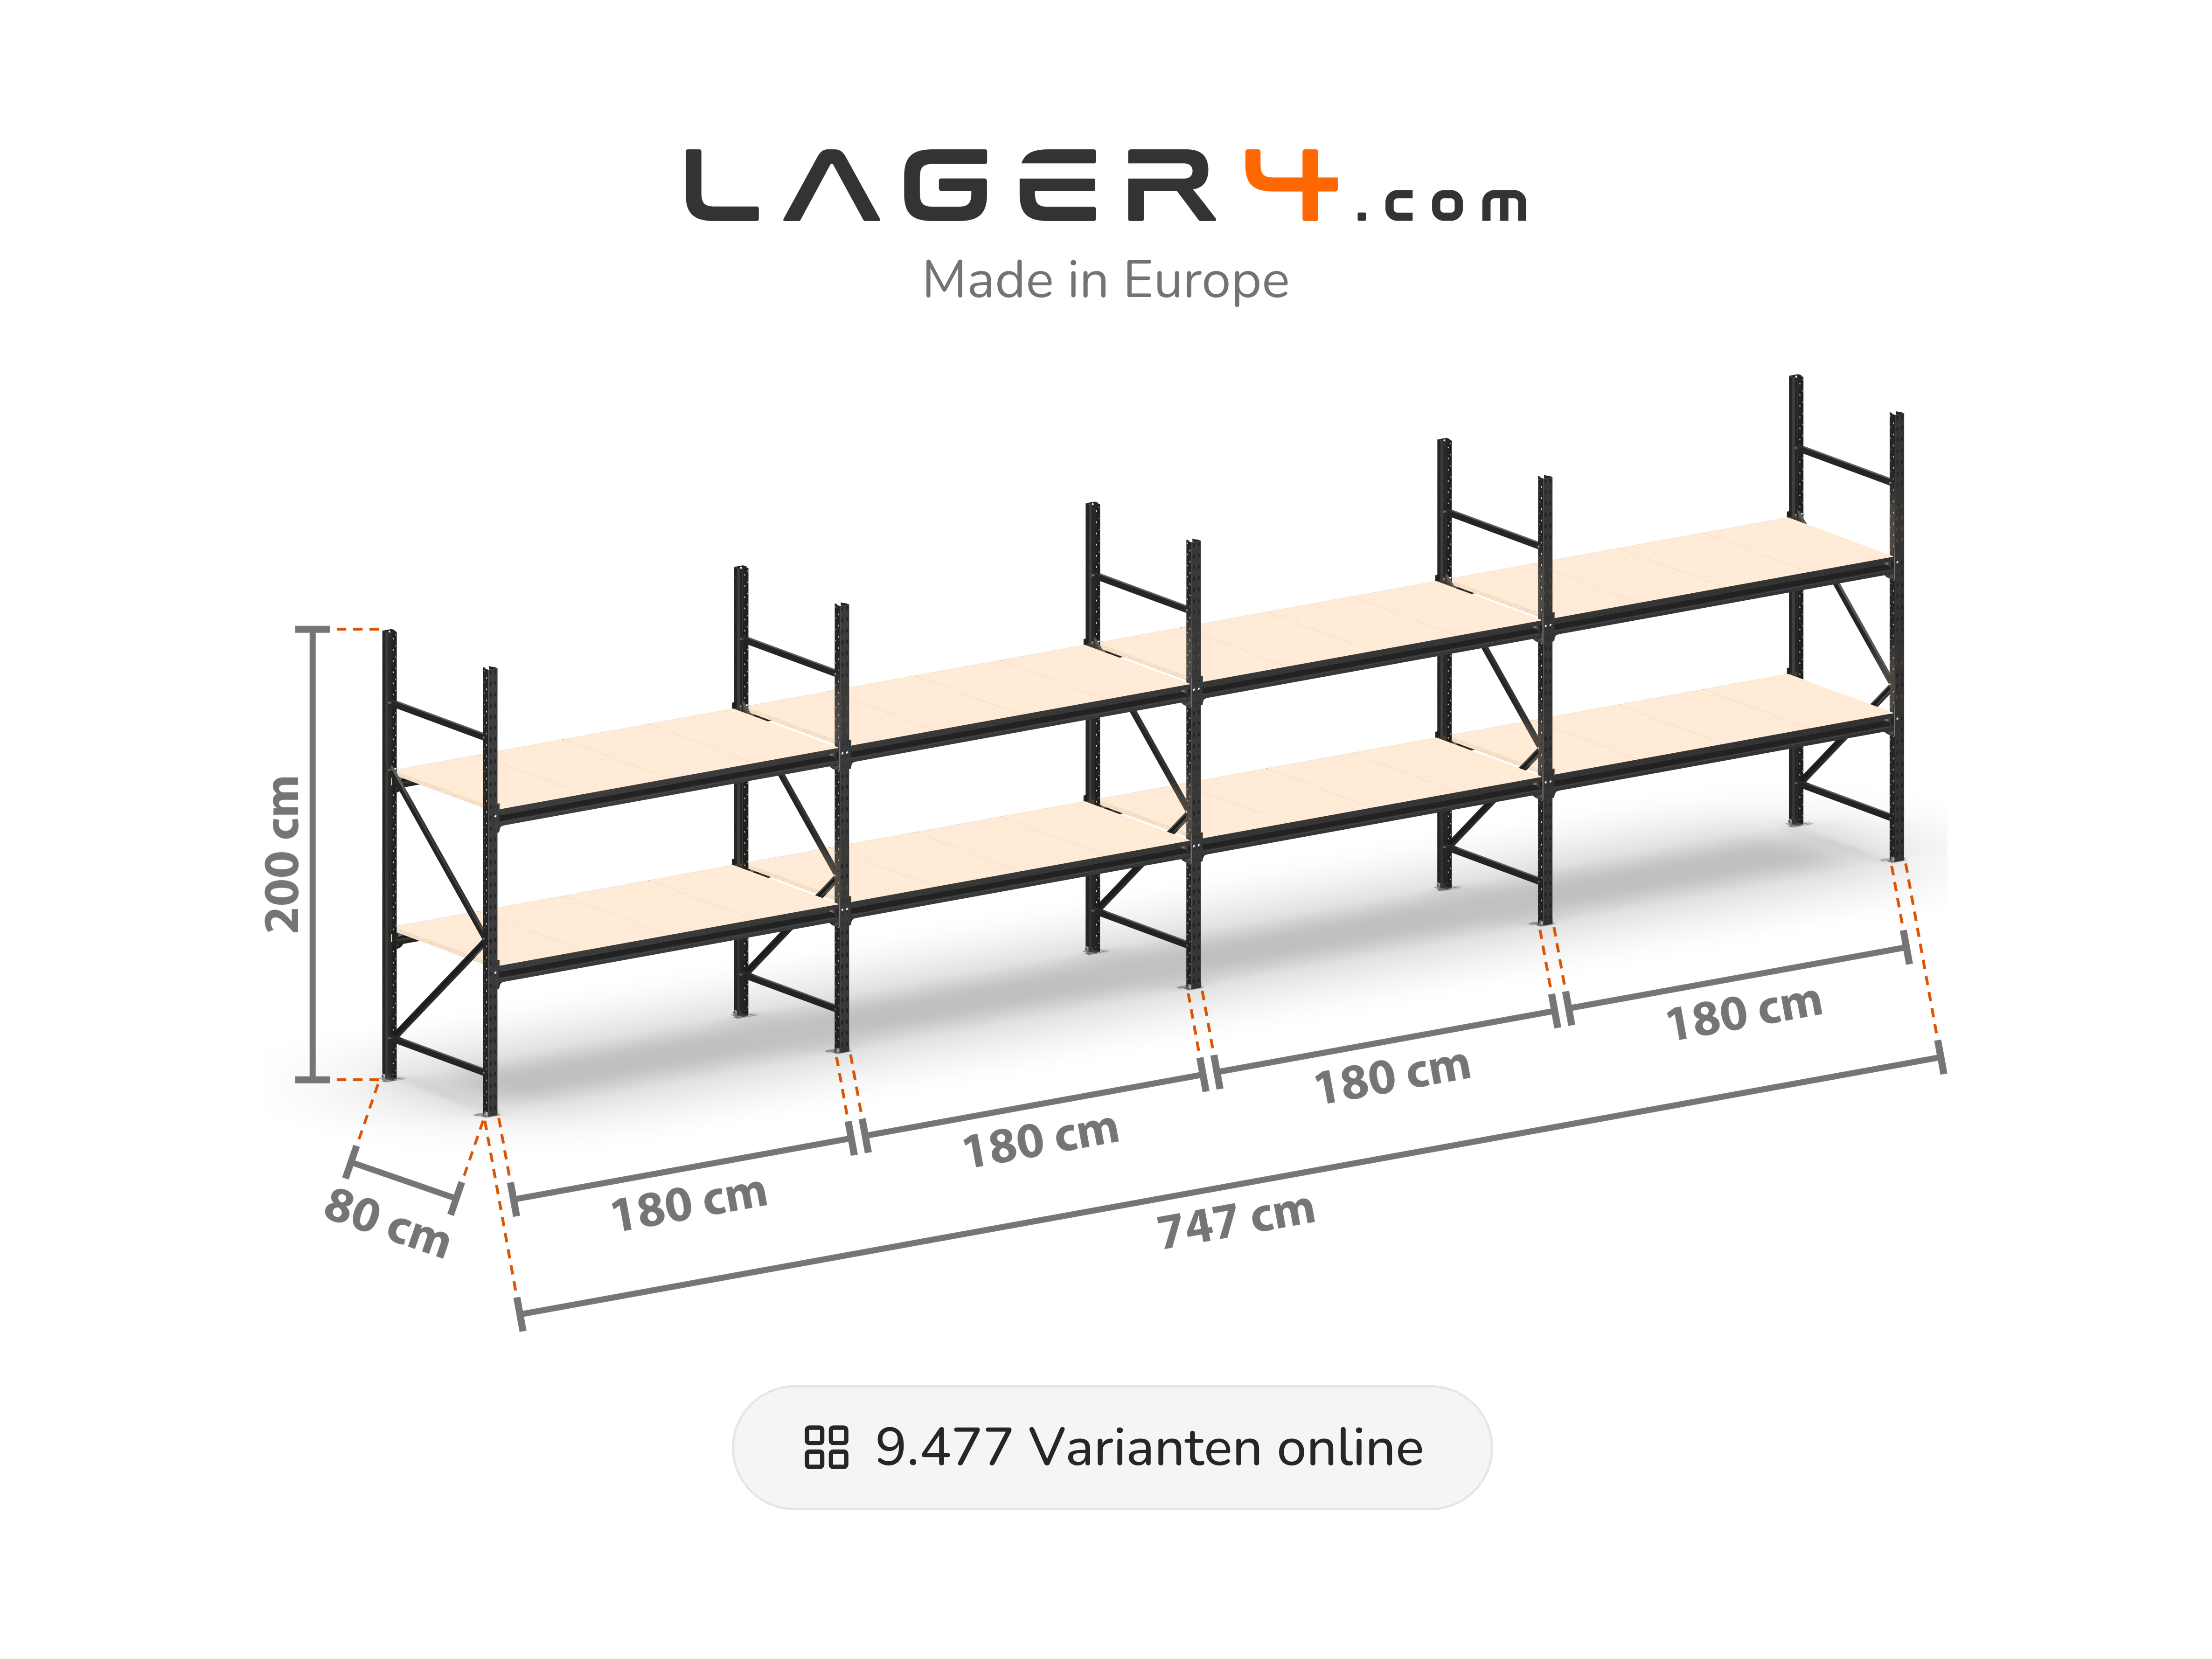 LAGER4.com
Made in Europe
200 cm
80 cm
180 cm
180 cm
180 cm
180 cm
747 cm
9.477 Varianten online